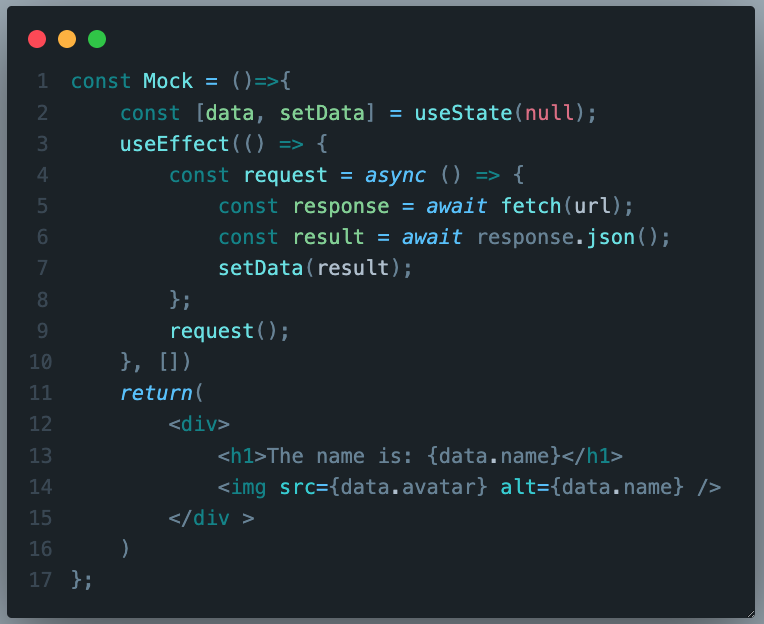 1 const Mock = ()=>{
2 const [data, setData] = useState(null);
3 useEffect(() => {
4 const request = async () => {
5 const response = await fetch(url);
6 const result = await response.json();
7 setData(result);
8 };
9 request();
10 }, [])
11 return(
12 <div>
13 <h1>The name is: {data.name}</h1>
14 <img src={data.avatar} alt={data.name} />
15 </div >
16 )
17 };